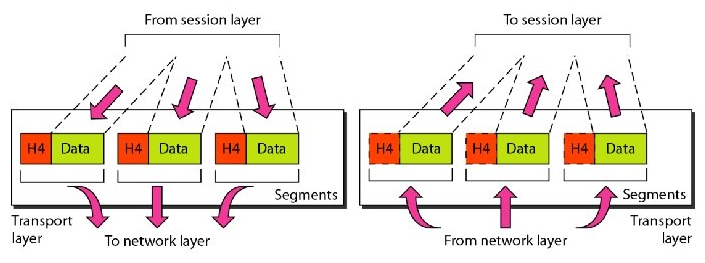 From session layer
H4 Data H4 Data H4 Data
Segments
Transport
layer
To network layer
To session layer
H4 Data H4 Data H4 Data
Segments
Transport
layer
From network layer